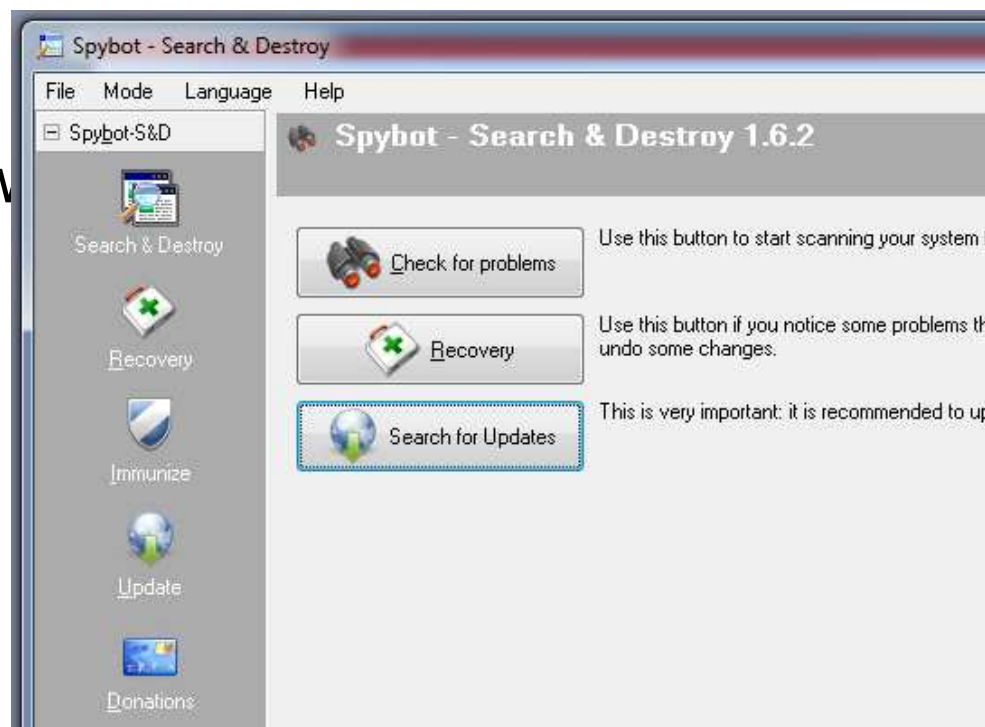 Spybot - Search & Destroy
File Mode Language Help
Spybot-S&D
Spybot - Search & Destroy 1.6.2
Search & Destroy
Recovery
Immunize
Update
Donations
Check for problems
Use this button to start scanning your system
Recovery
Use this button if you notice some problems
undo some changes.
Search for Updates
This is very important: it is recommended to